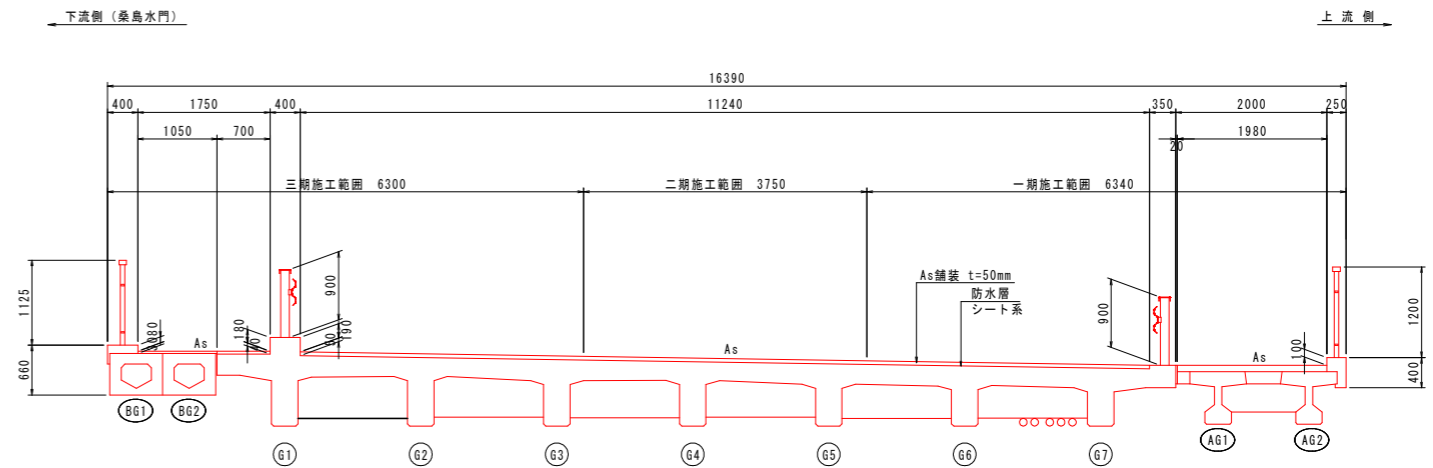 下流側（桑島水門）
上 流 側
16390
400 1750 400 11240 350 2000 250
1050 700 20 1980
三期施工範囲 6300 二期施工範囲 3750 一期施工範囲 6340
As舗装 t=50mm
防水層
シート系
1125 660
80 As 180
900 190
As
900
As 100
1200 400
BG1 BG2 G1 G2 G3 G4 G5 G6 G7 AG1 AG2